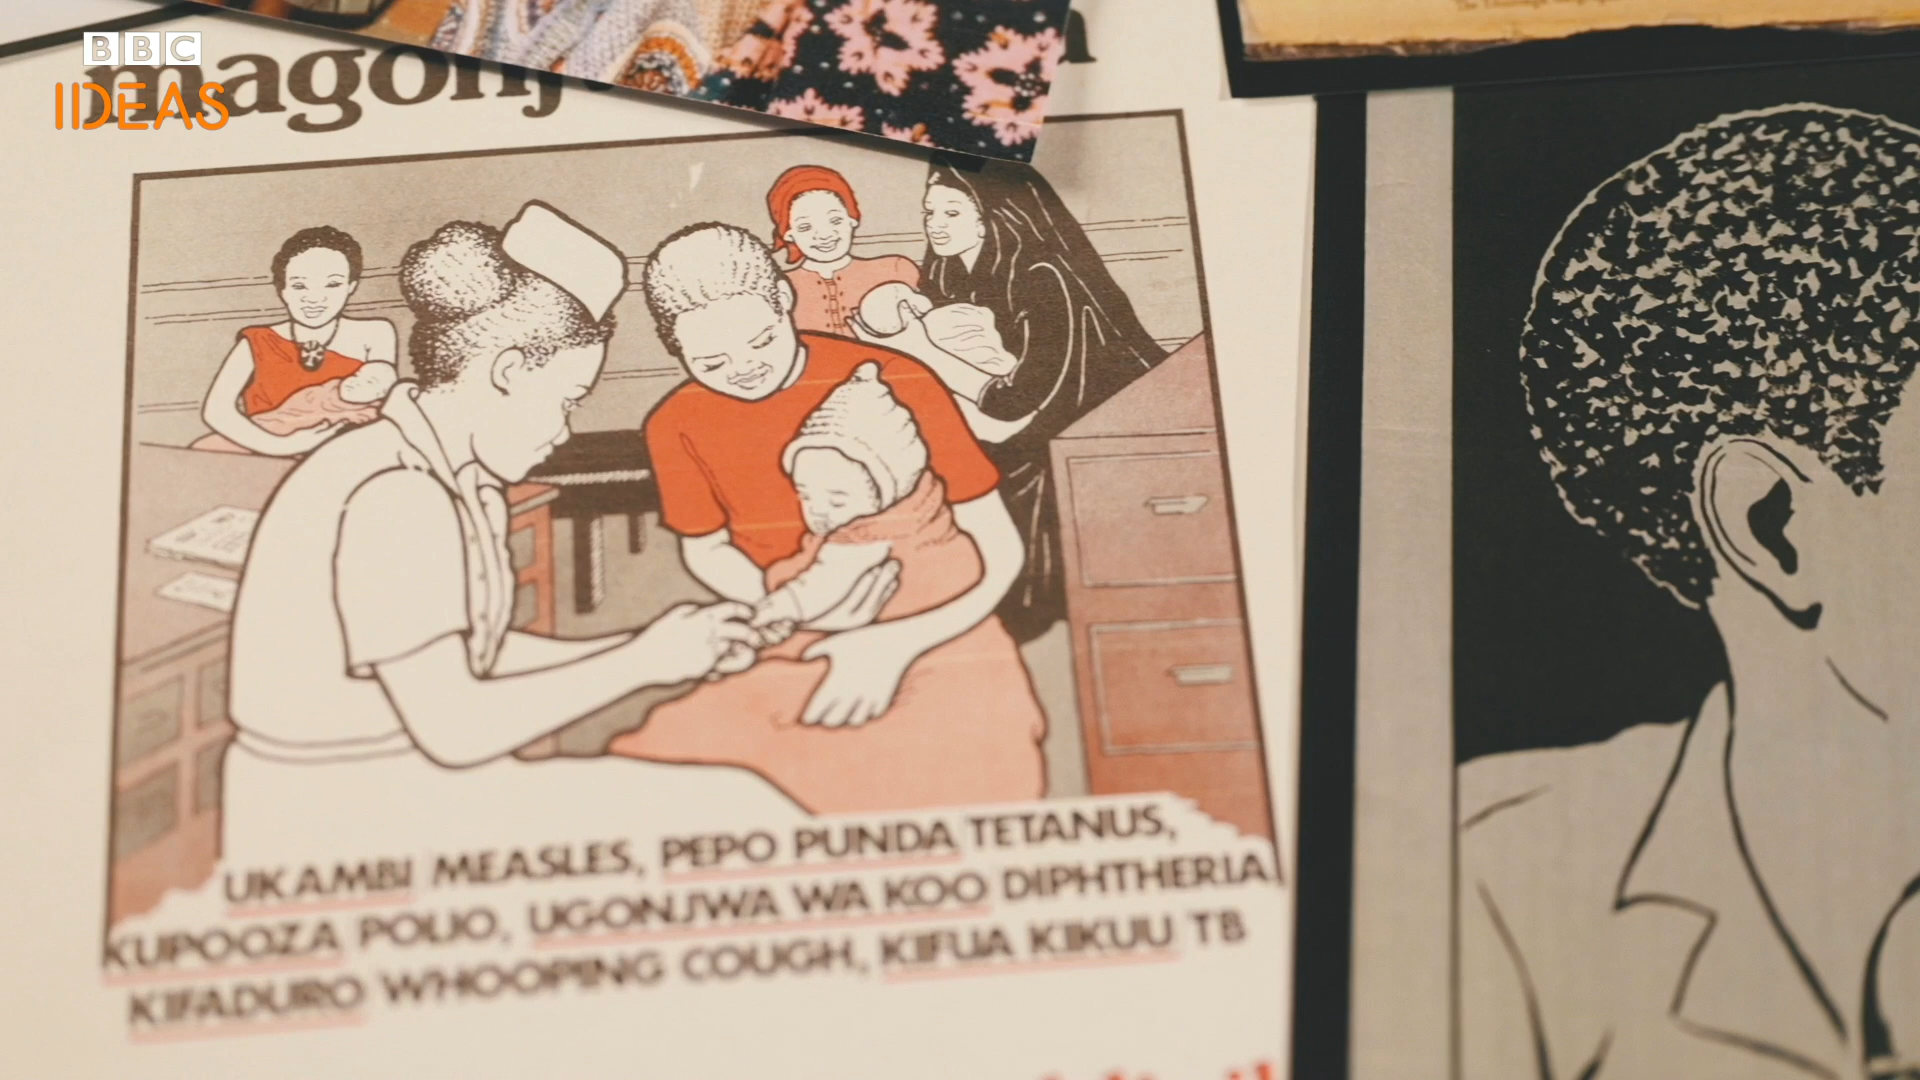 BBC
IDEAS
UKAMBI MEASLES, PEPO PUNDA TETANUS,
KUPOOZA POLIO, UGONJWA WA KOO DIPHTHERIA
KIFADURO WHOOPING COUGH, KIFUA KIKUU TB